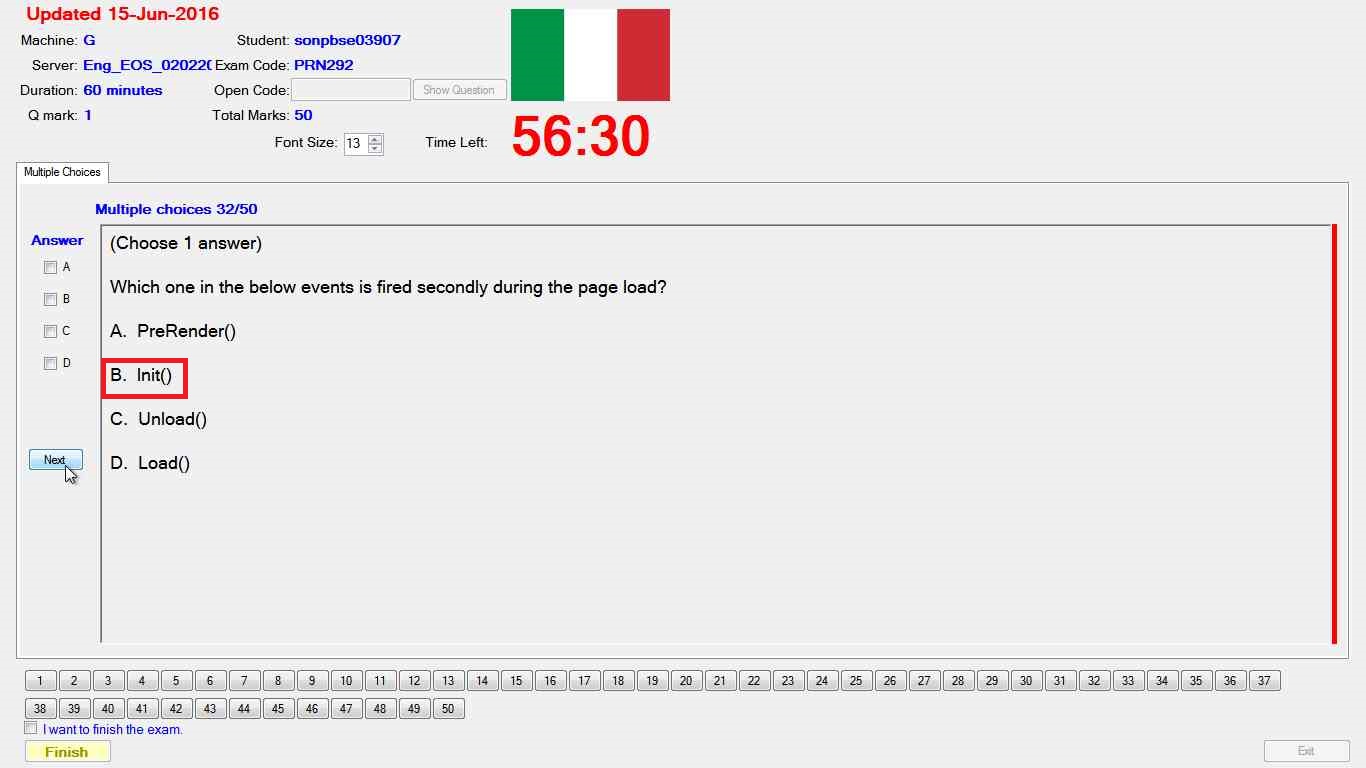 Updated 15-Jun-2016
Machine: G Student: sonpbse03907
Server: Eng_EOS_02022( Exam Code: PRN292
Duration: 60 minutes Open Code: Show Question
Q mark: 1 Total Marks: 50
Font Size: 13 Time Left: 56:30
Multiple Choices
Multiple choices 32/50
Answer
A
B
C
D
Next
(Choose 1 answer)
Which one in the below events is fired secondly during the page load?
A. PreRender()
B. Init()
C. Unload()
D. Load()
1 2 3 4 5 6 7 8 9 10 11 12 13 14 15 16 17 18 19 20 21 22 23 24 25 26 27 28 29 30 31 32 33 34 35 36 37
38 39 40 41 42 43 44 45 46 47 48 49 50
I want to finish the exam.
Finish Exit